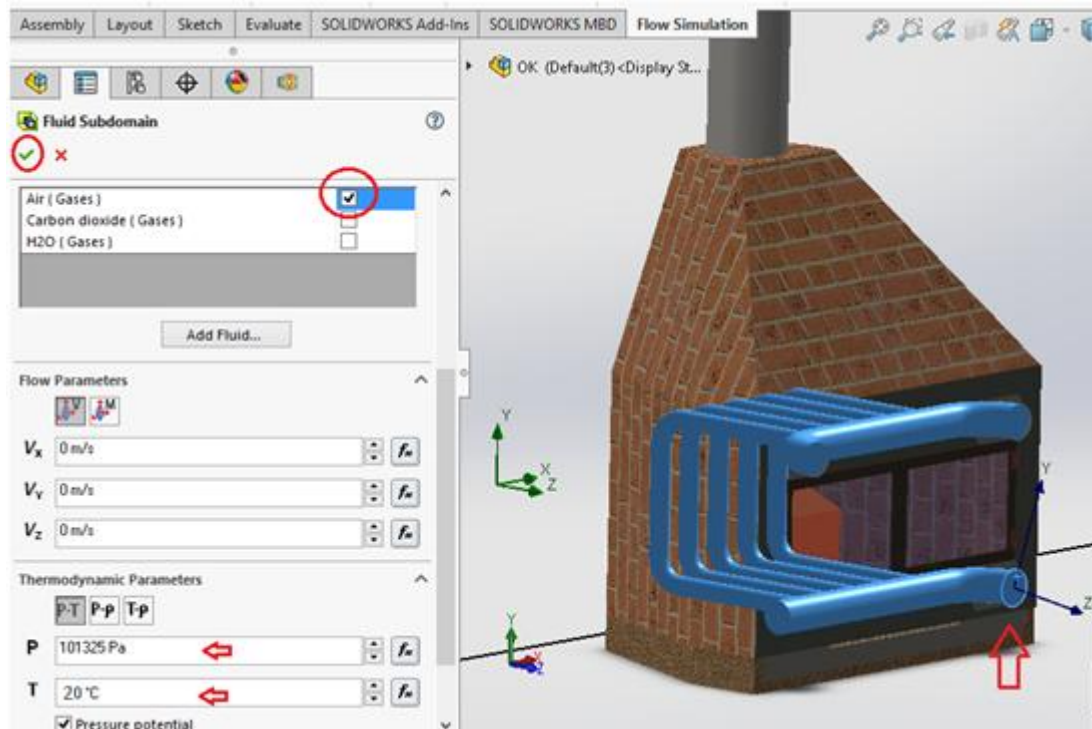 Assembly Layout Sketch Evaluate SOLIDWORKS Add-Ins SOLIDWORKS MBD Flow Simulation
OK (Default(3)<Display St...
Fluid Subdomain
Air ( Gases )
Carbon dioxide ( Gases )
H2O ( Gases )
Add Fluid...
Flow Parameters
V M
Vx 0 m/s
VY 0 m/s
Vz 0 m/s
Thermodynamic Parameters
P-T P-ρ T-ρ
P 101325 Pa
T 20 °C
Pressure potential
Y
X
Z
Y
Z
Y
X
Z